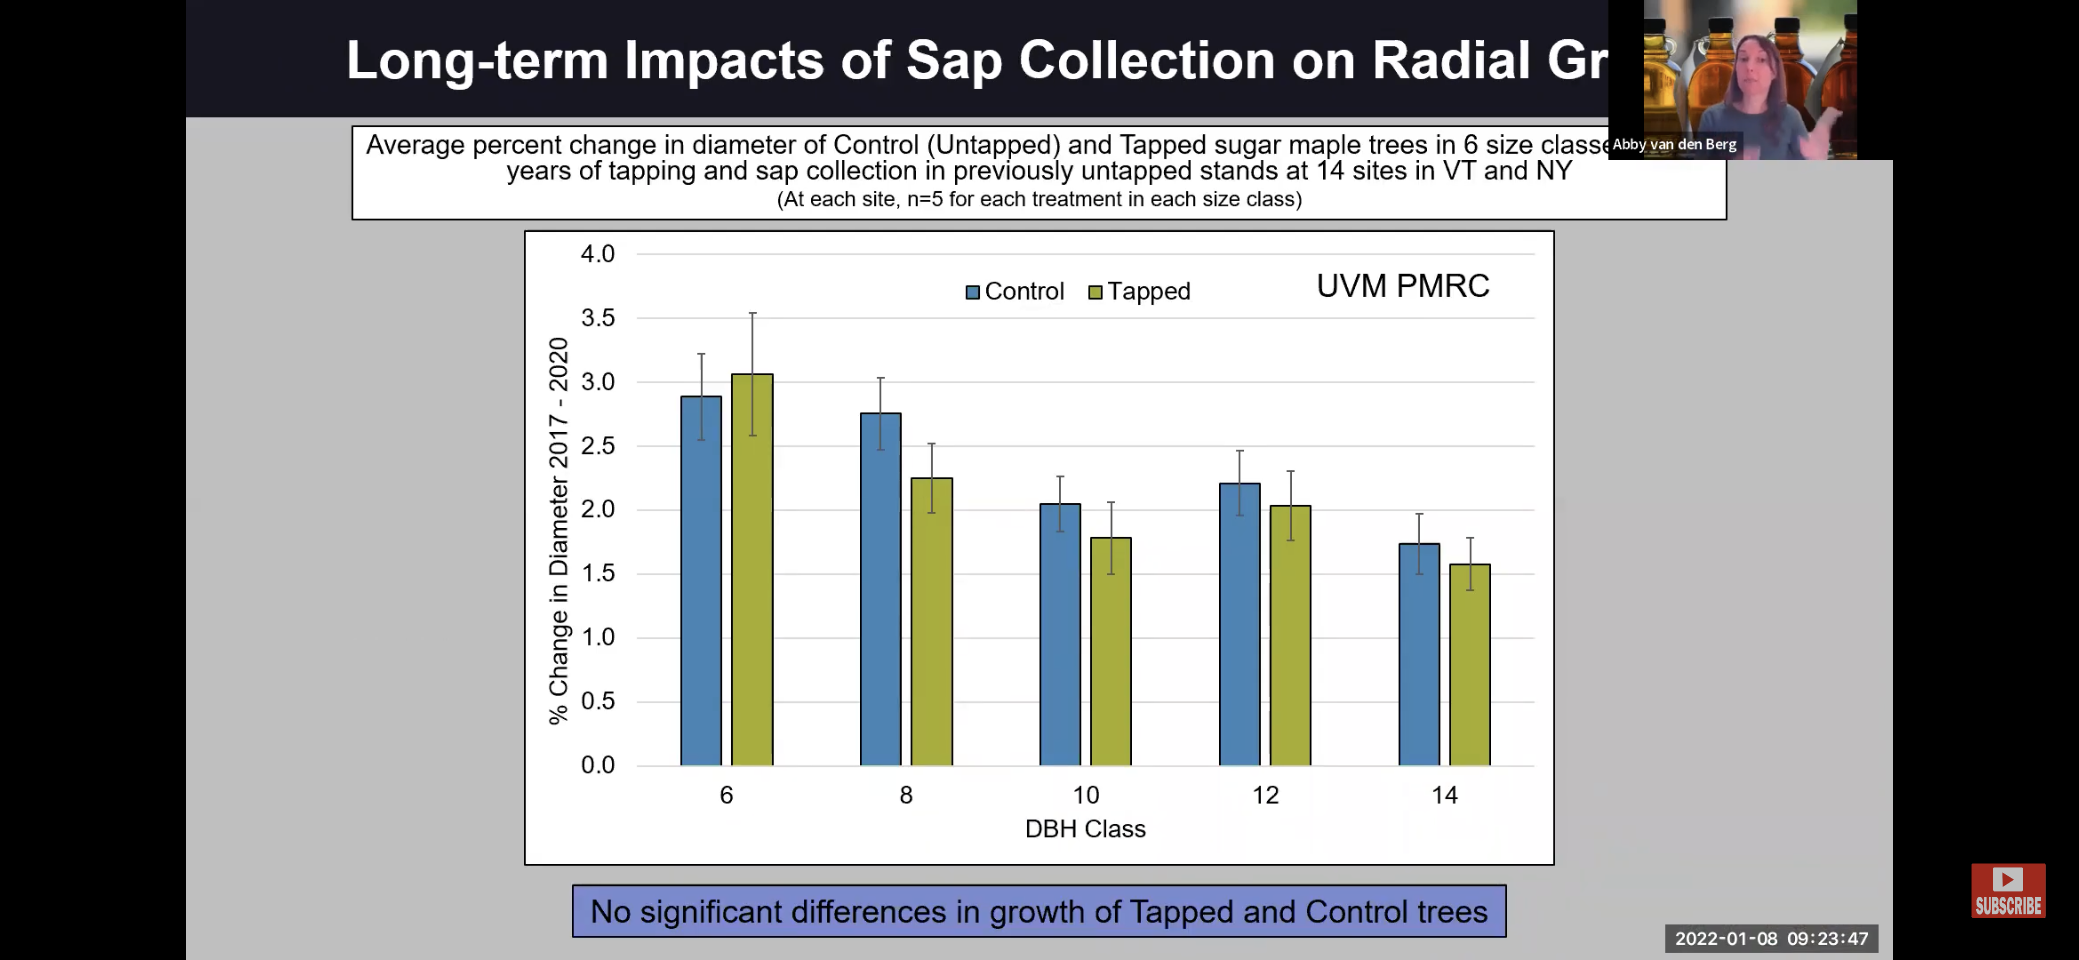 Long-term Impacts of Sap Collection on Radial Gr
Abby van den Berg
Average percent change in diameter of Control (Untapped) and Tapped sugar maple trees in 6 size classe
years of tapping and sap collection in previously untapped stands at 14 sites in VT and NY
(At each site, n=5 for each treatment in each size class)
UVM PMRC
Control Tapped
% Change in Diameter 2017 - 2020
4.0
3.5
3.0
2.5
2.0
1.5
1.0
0.5
0.0
6 8 10 12 14
DBH Class
No significant differences in growth of Tapped and Control trees
SUBSCRIBE
2022-01-08 09:23:47